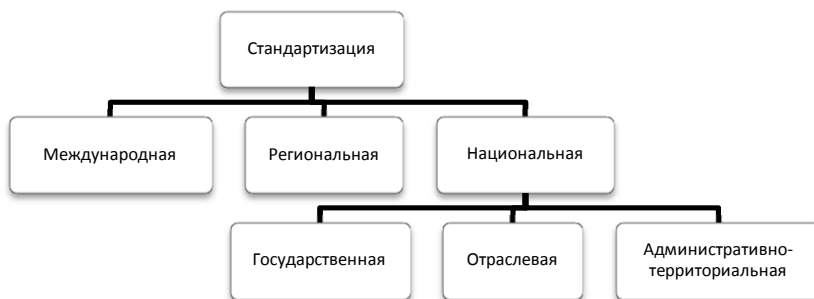 Стандартизация
Международная
Региональная
Национальная
Государственная
Отраслевая
Административно-
территориальная